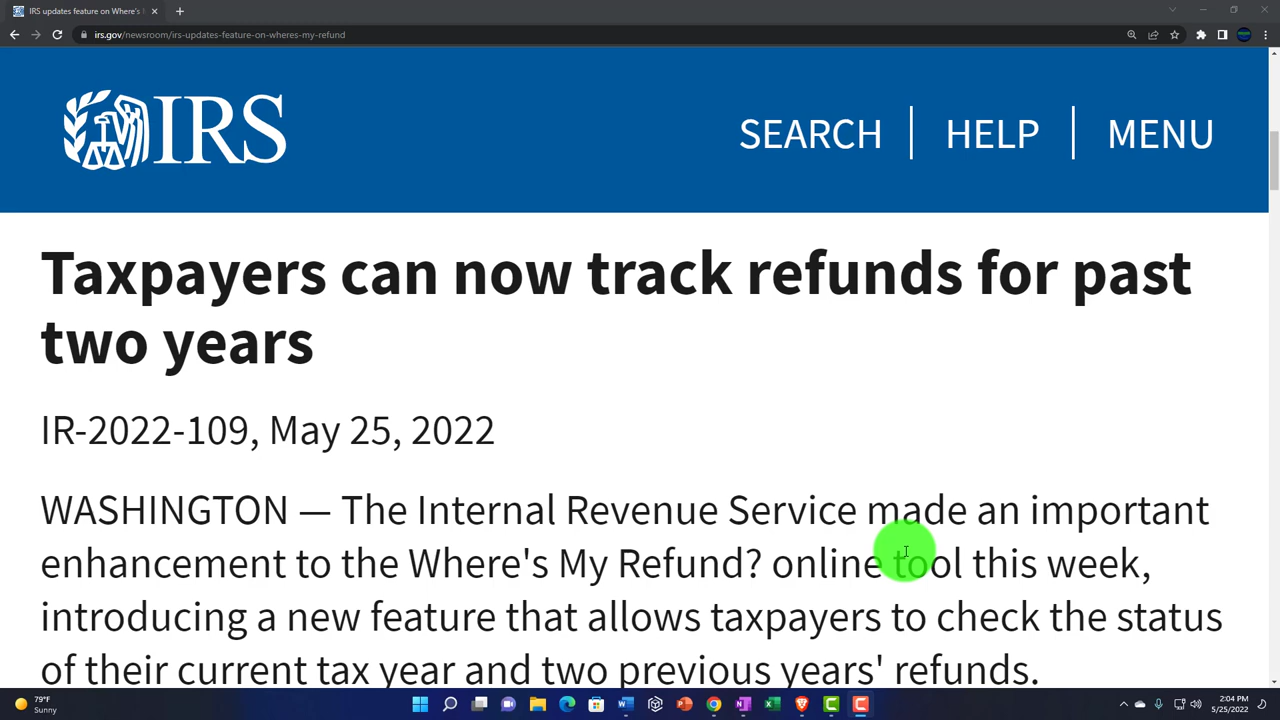 IRS updates feature on Where's
irs.gov/newsroom/irs-updates-feature-on-wheres-my-refund
IRS
SEARCH
HELP
MENU
Taxpayers can now track refunds for past
two years
IR-2022-109, May 25, 2022
WASHINGTON — The Internal Revenue Service made an important
enhancement to the Where's My Refund? online tool this week,
introducing a new feature that allows taxpayers to check the status
of their current tax year and two previous years' refunds.
79°F
Sunny
2:04 PM
5/25/2022